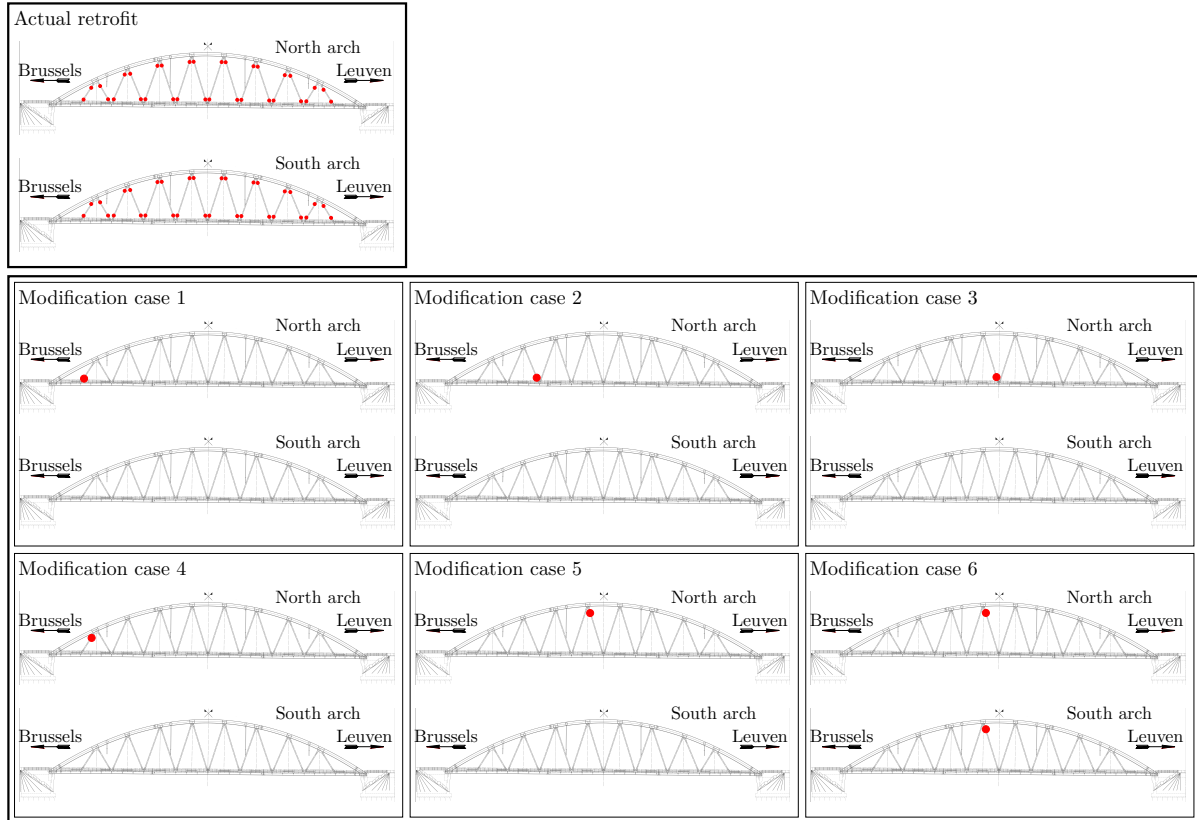 Actual retrofit
North arch
Brussels Leuven
South arch
Brussels Leuven
Modification case 1
North arch
Brussels Leuven
South arch
Brussels Leuven
Modification case 2
North arch
Brussels Leuven
South arch
Brussels Leuven
Modification case 3
North arch
Brussels Leuven
South arch
Brussels Leuven
Modification case 4
North arch
Brussels Leuven
South arch
Brussels Leuven
Modification case 5
North arch
Brussels Leuven
South arch
Brussels Leuven
Modification case 6
North arch
Brussels Leuven
South arch
Brussels Leuven